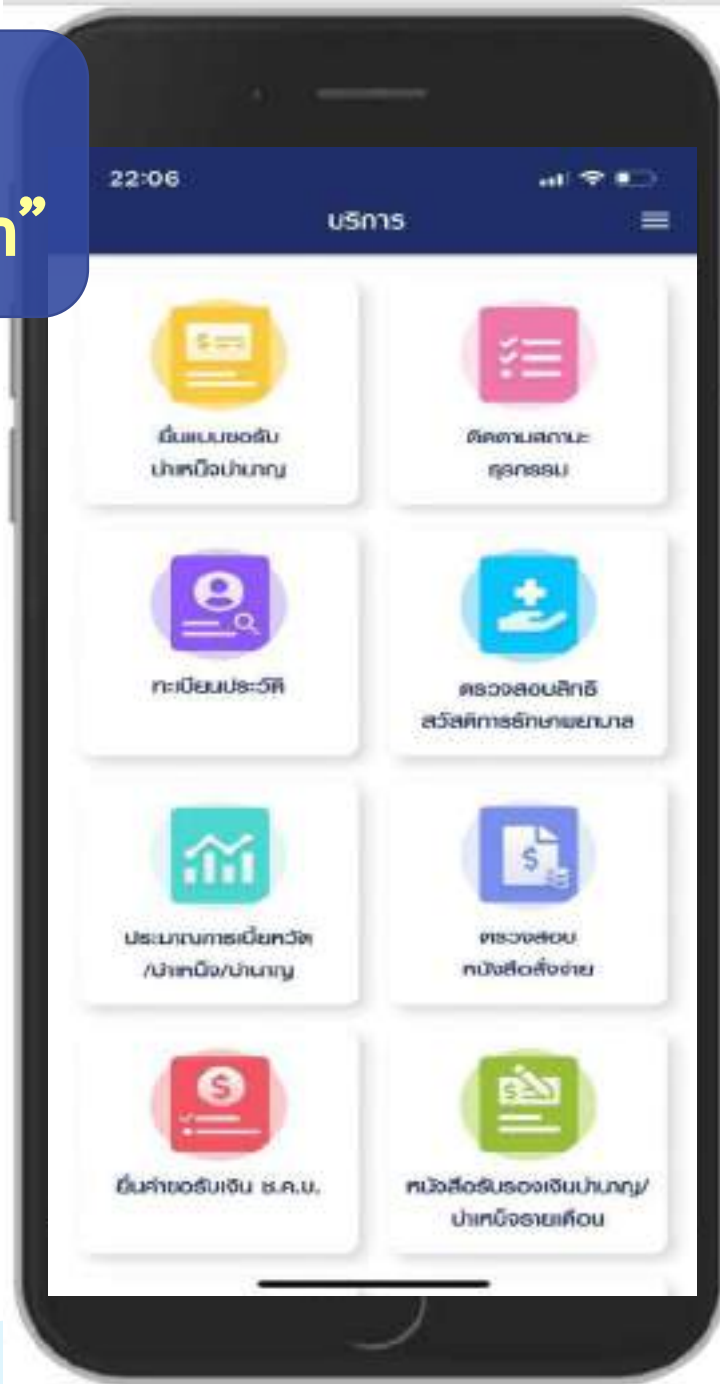 า”
22:06
บริการ
ยื่นแบบขอรับ
บำเหน็จบำนาญ
ติดตามสถานะ
ธุรกรรม
ทะเบียนประวัติ
ตรวจสอบสิทธิ
สวัสดิการรักษาพยาบาล
ประมาณการเบี้ยหวัด
/บำเหน็จ/บำนาญ
ตรวจสอบ
หนังสือสั่งจ่าย
ยื่นคำขอรับเงิน ช.ค.บ.
หนังสือรับรองเงินบำนาญ/
บำเหน็จรายเดือน